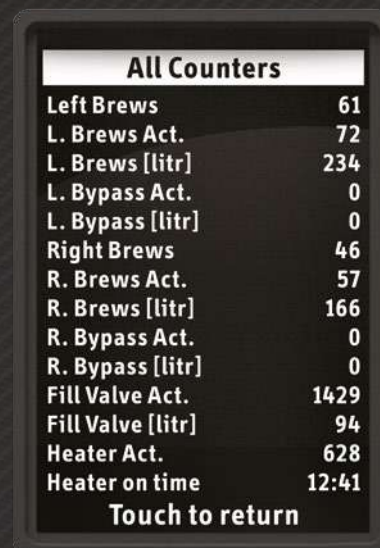 All Counters
Left Brews 61
L. Brews Act. 72
L. Brews [litr] 234
L. Bypass Act. 0
L. Bypass [litr] 0
Right Brews 46
R. Brews Act. 57
R. Brews [litr] 166
R. Bypass Act. 0
R. Bypass [litr] 0
Fill Valve Act. 1429
Fill Valve [litr] 94
Heater Act. 628
Heater on time 12:41
Touch to return